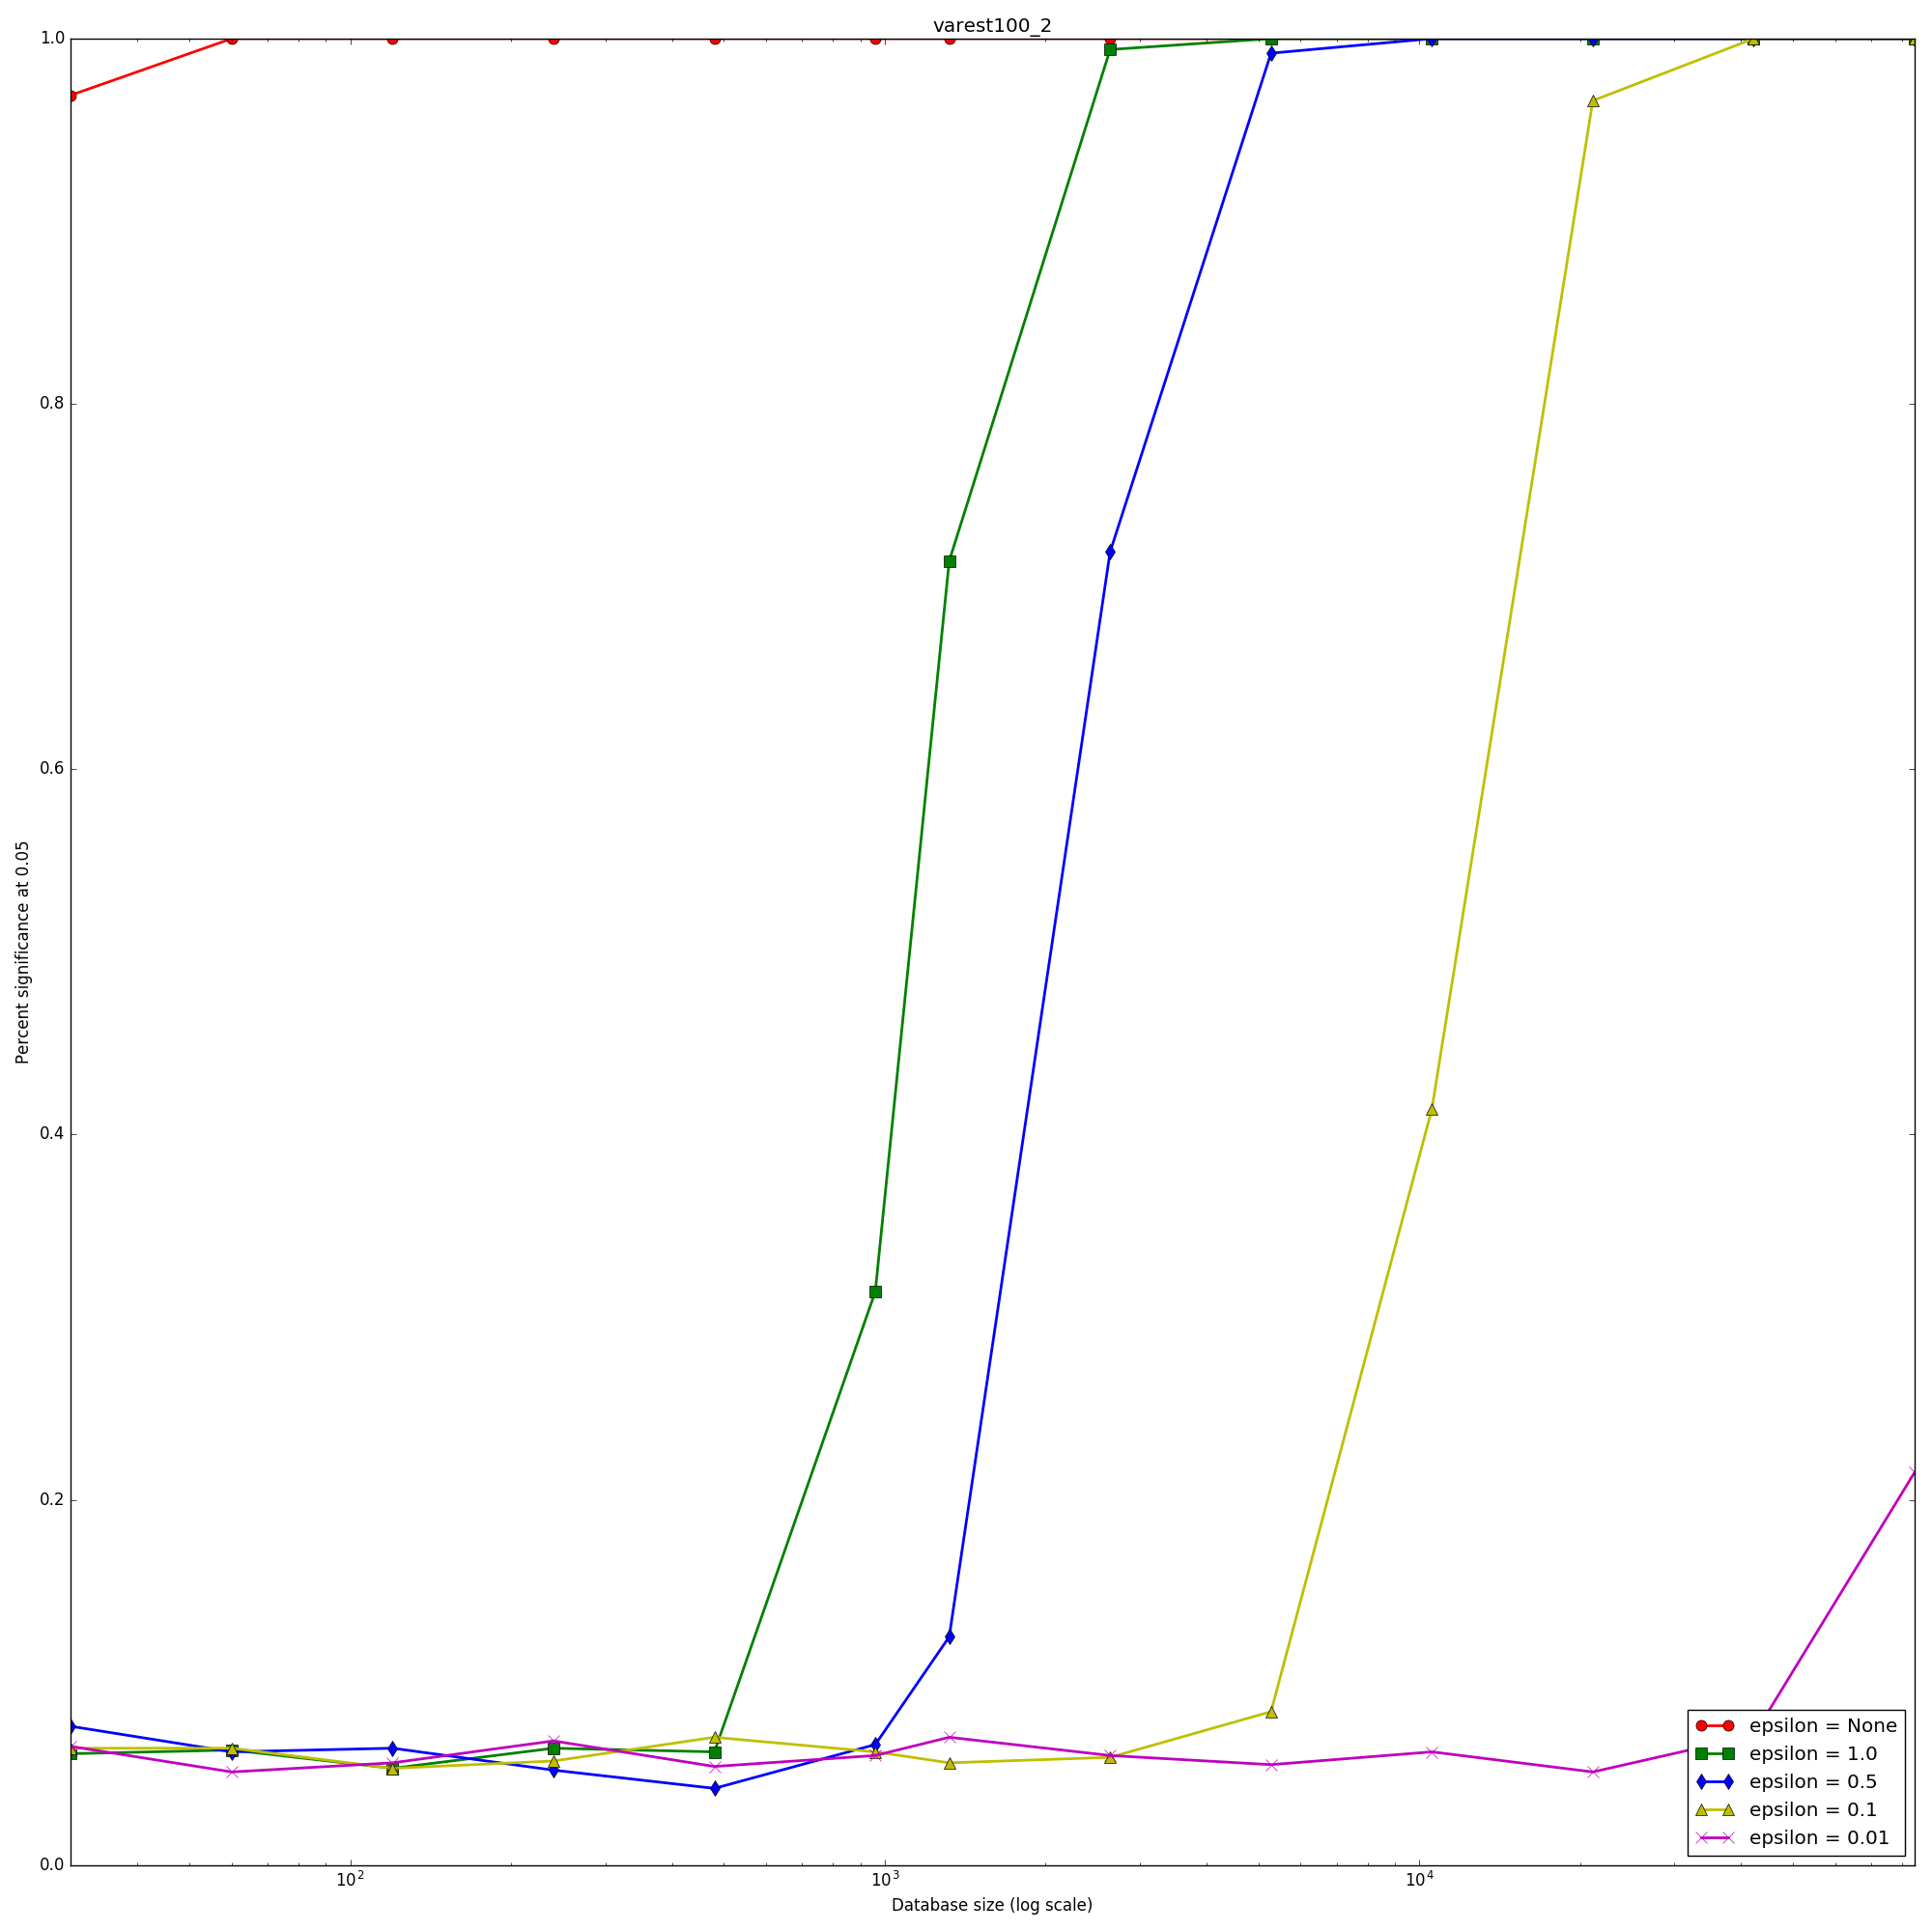 varest100_2
1.0
0.8
0.6
0.4
0.2
0.0
Percent significance at 0.05
10²
10³
10⁴
Database size (log scale)
epsilon = None
epsilon = 1.0
epsilon = 0.5
epsilon = 0.1
epsilon = 0.01